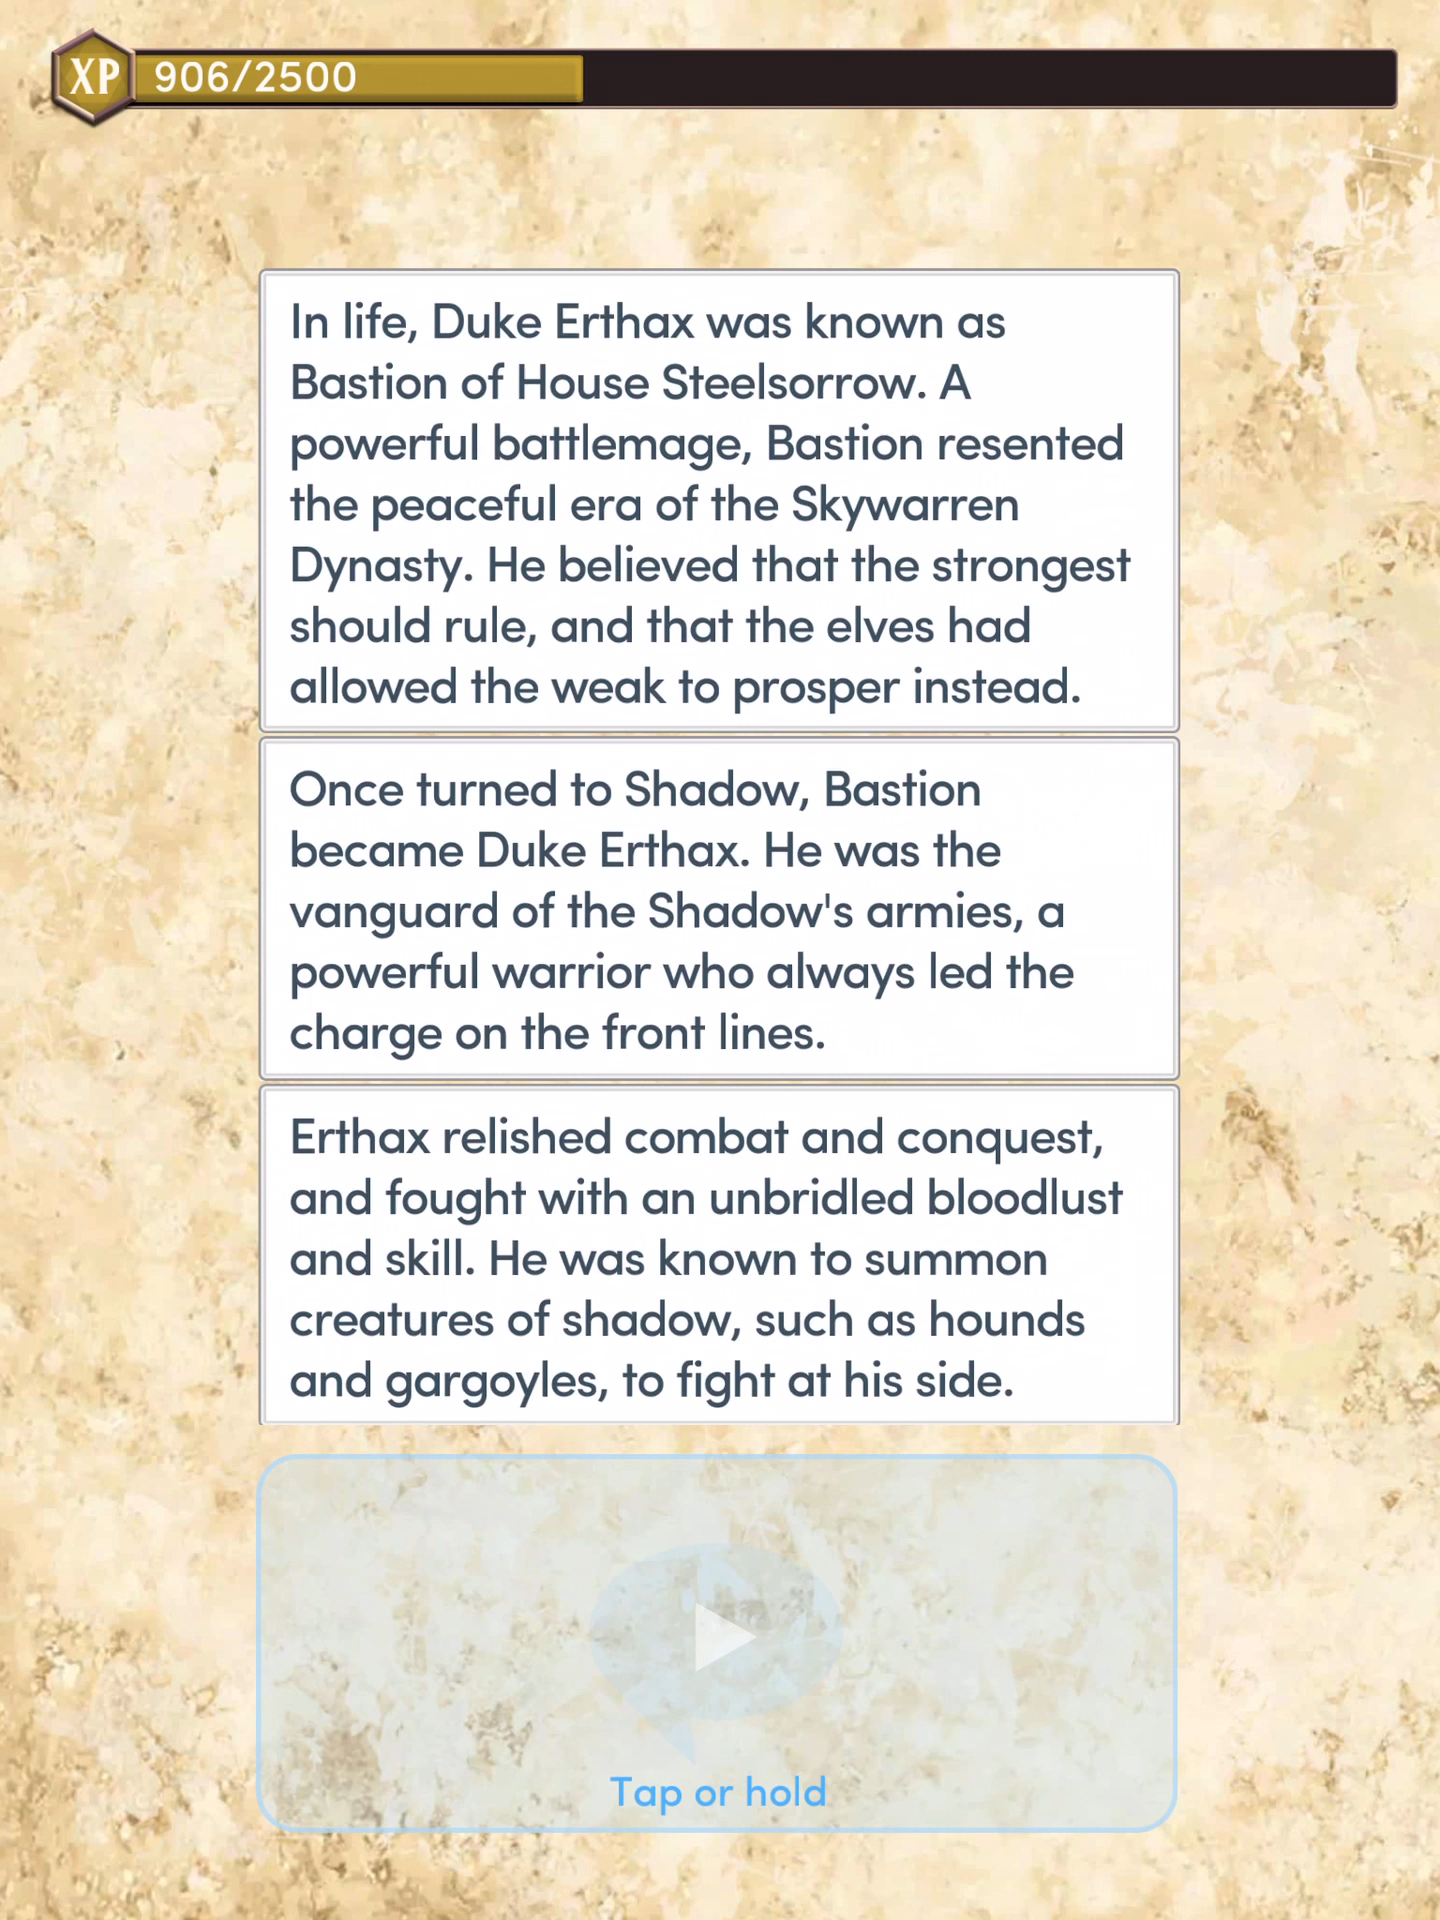 XP 906/2500
In life, Duke Erthax was known as
Bastion of House Steelsorrow. A
powerful battlemage, Bastion resented
the peaceful era of the Skywarren
Dynasty. He believed that the strongest
should rule, and that the elves had
allowed the weak to prosper instead.
Once turned to Shadow, Bastion
became Duke Erthax. He was the
vanguard of the Shadow's armies, a
powerful warrior who always led the
charge on the front lines.
Erthax relished combat and conquest,
and fought with an unbridled bloodlust
and skill. He was known to summon
creatures of shadow, such as hounds
and gargoyles, to fight at his side.
Tap or hold